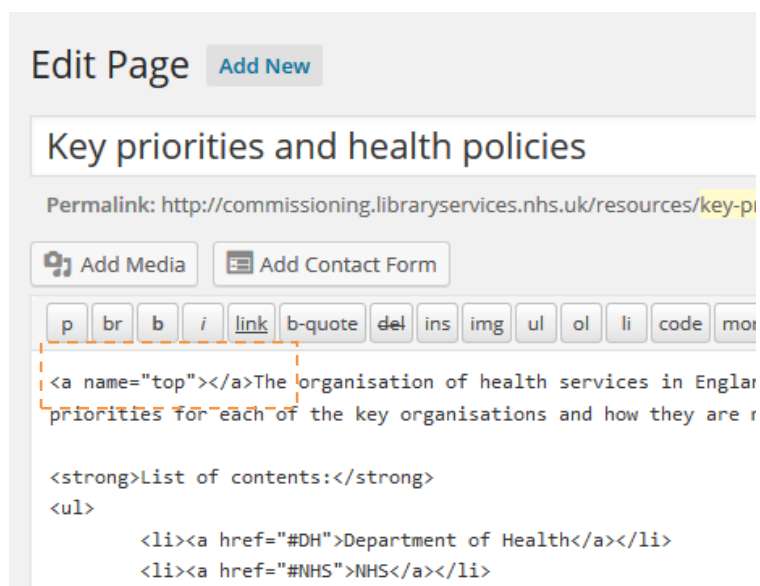 Edit Page Add New
Key priorities and health policies
Permalink: http://commissioning.libraryservices.nhs.uk/resources/key-pr
Add Media Add Contact Form
p br b i link b-quote del ins img ul ol li code mor
<a name="top"></a>The organisation of health services in Englan
priorities for each of the key organisations and how they are
<strong>List of contents:</strong>
<ul>
<li><a href="#DH">Department of Health</a></li>
<li><a href="#NHS">NHS</a></li>